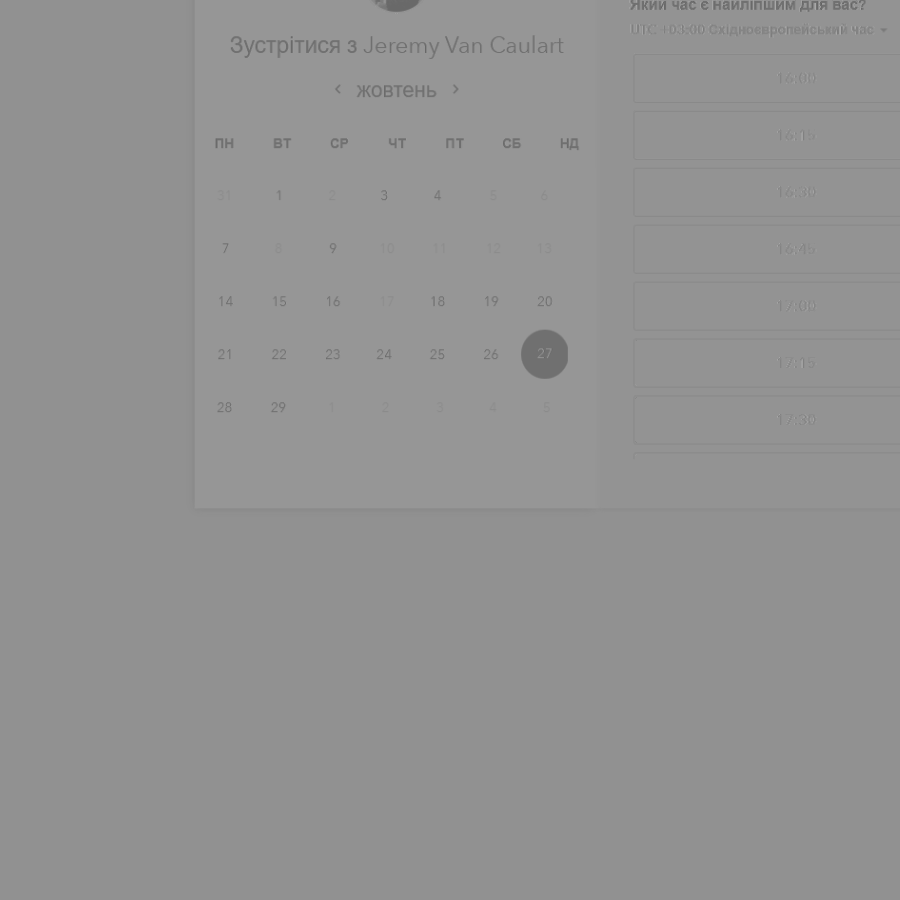 Зустрітися з Jeremy Van Caulart
‹ жовтень ›
ПН ВТ СР ЧТ ПТ СБ НД
31 1 2 3 4 5 6
7 8 9 10 11 12 13
14 15 16 17 18 19 20
21 22 23 24 25 26 27
28 29 1 2 3 4 5
Який час є найліпшим для вас?
UTC +03:00 Східноевропейський час
16:00
16:15
16:30
16:45
17:00
17:15
17:30